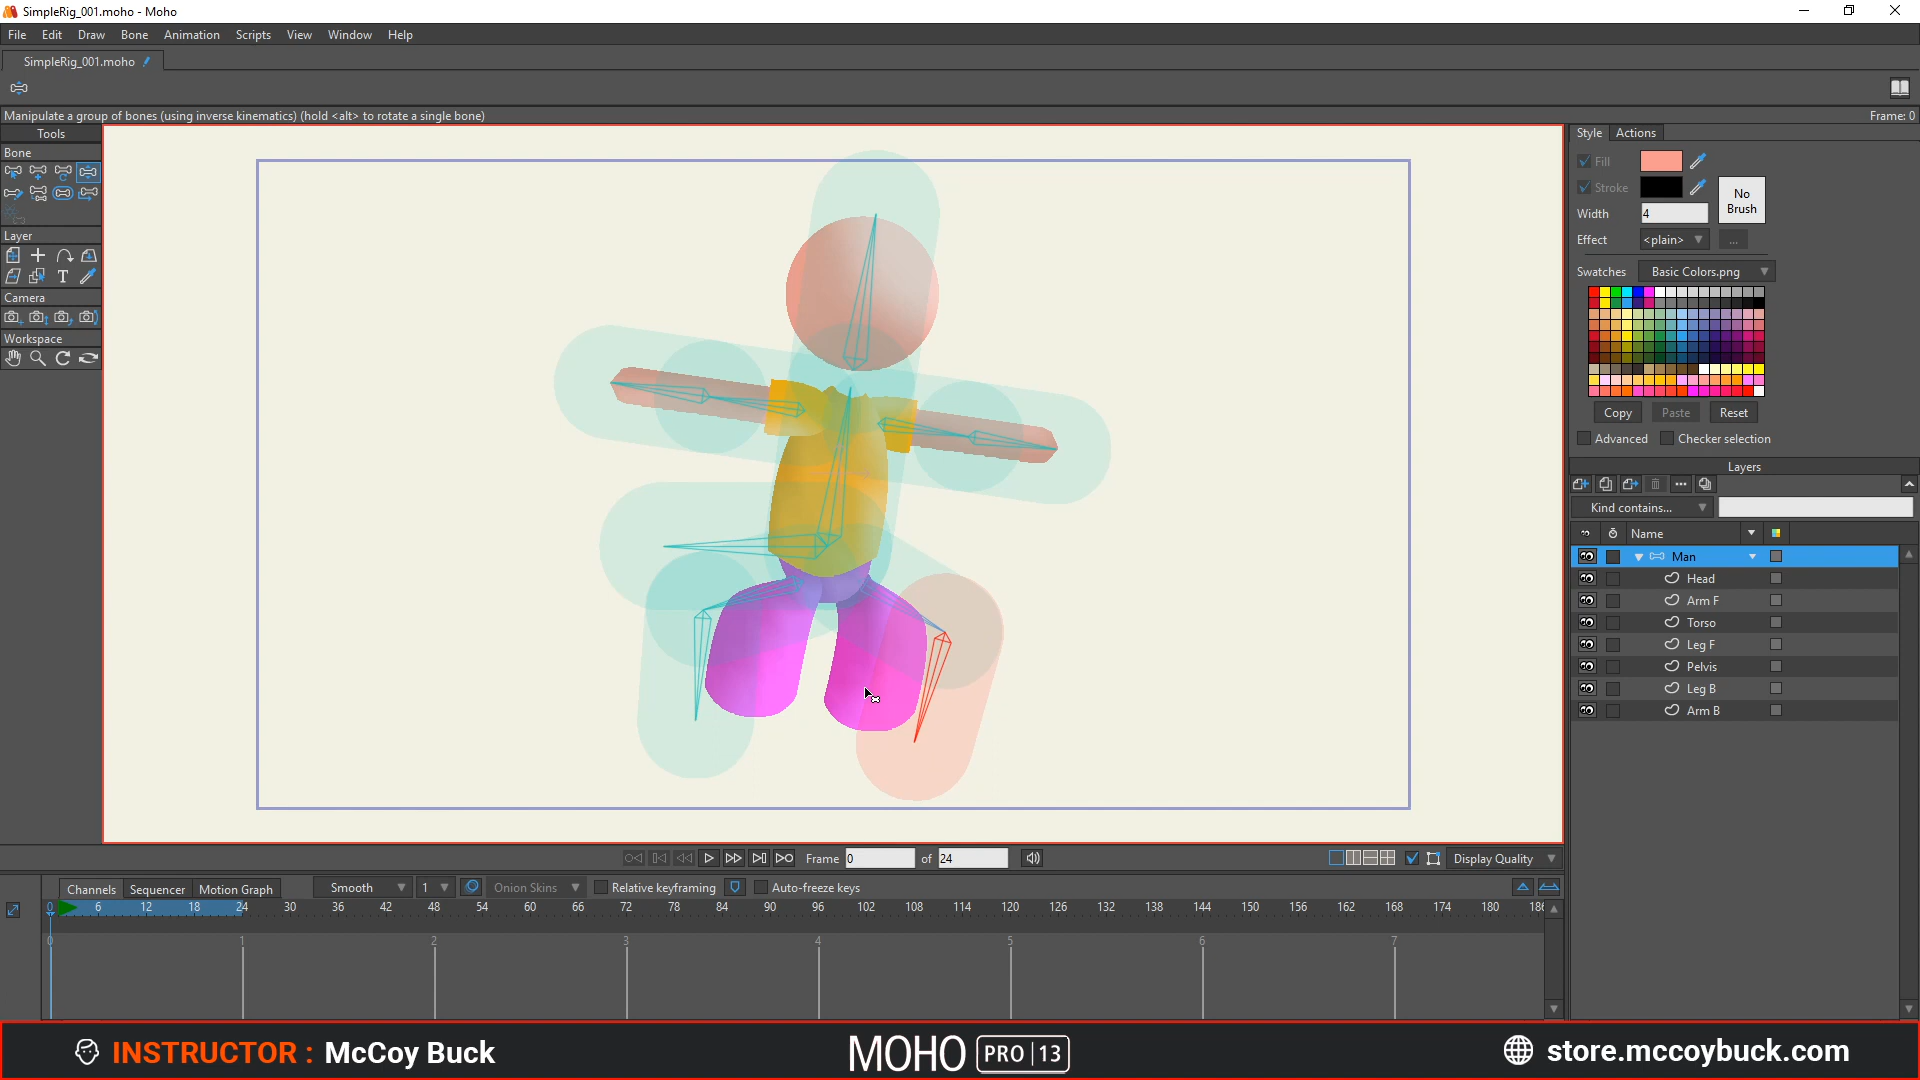 SimpleRig_001.moho - Moho
File Edit Draw Bone Animation Scripts View Window Help
SimpleRig_001.moho
Manipulate a group of bones (using inverse kinematics) (hold <alt> to rotate a single bone) Frame: 0
Tools
Bone
Layer
T
Camera
Workspace
Style Actions
Fill
Stroke
No Brush
Width 4
Effect <plain> ...
Swatches Basic Colors.png
Copy Paste Reset
Advanced Checker selection
Layers
Kind contains...
Name
Man
Head
Arm F
Torso
Leg F
Pelvis
Leg B
Arm B
Frame 0 of 24 Display Quality
Channels Sequencer Motion Graph Smooth 1 Onion Skins Relative keyframing Auto-freeze keys
0 6 12 18 24 30 36 42 48 54 60 66 72 78 84 90 96 102 108 114 120 126 132 138 144 150 156 162 168 174 180 186
0 1 2 3 4 5 6 7
INSTRUCTOR : McCoy Buck MOHO PRO|13 store.mccoybuck.com